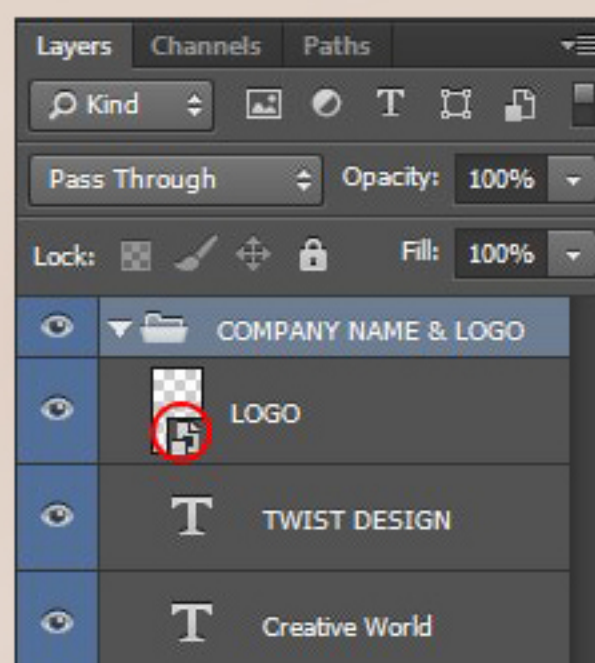 Layers Channels Paths
Kind T
Pass Through Opacity: 100%
Lock: Fill: 100%
COMPANY NAME & LOGO
LOGO
T TWIST DESIGN
T Creative World